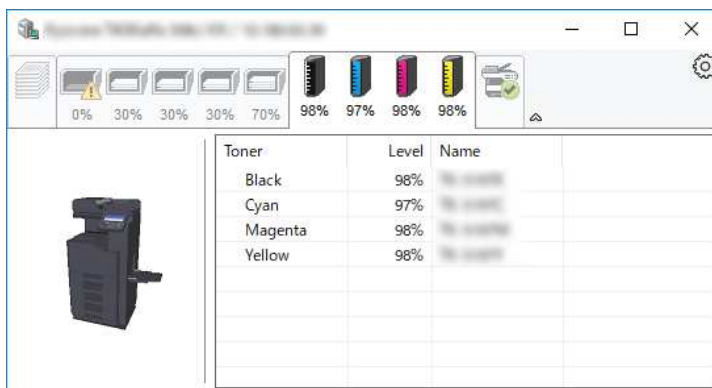 0% 30% 30% 30% 70% 98% 97% 98% 98%
Toner Level Name
Black 98%
Cyan 97%
Magenta 98%
Yellow 98%